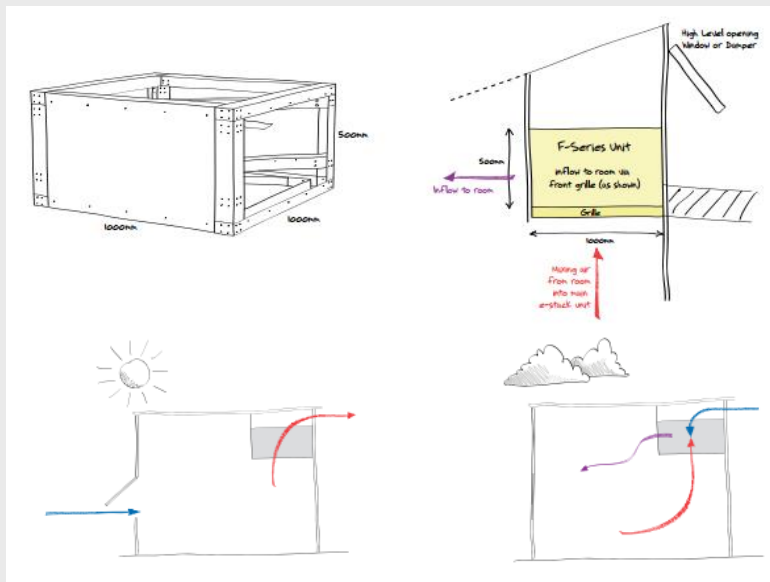 500mm
1000mm
1000mm
High Level opening
Window or Damper
500mm
F-Series Unit
inflow to room via
front grille (as shown)
Inflow to room
Grille
1000mm
Mixing air
from room
into main
e-stack unit